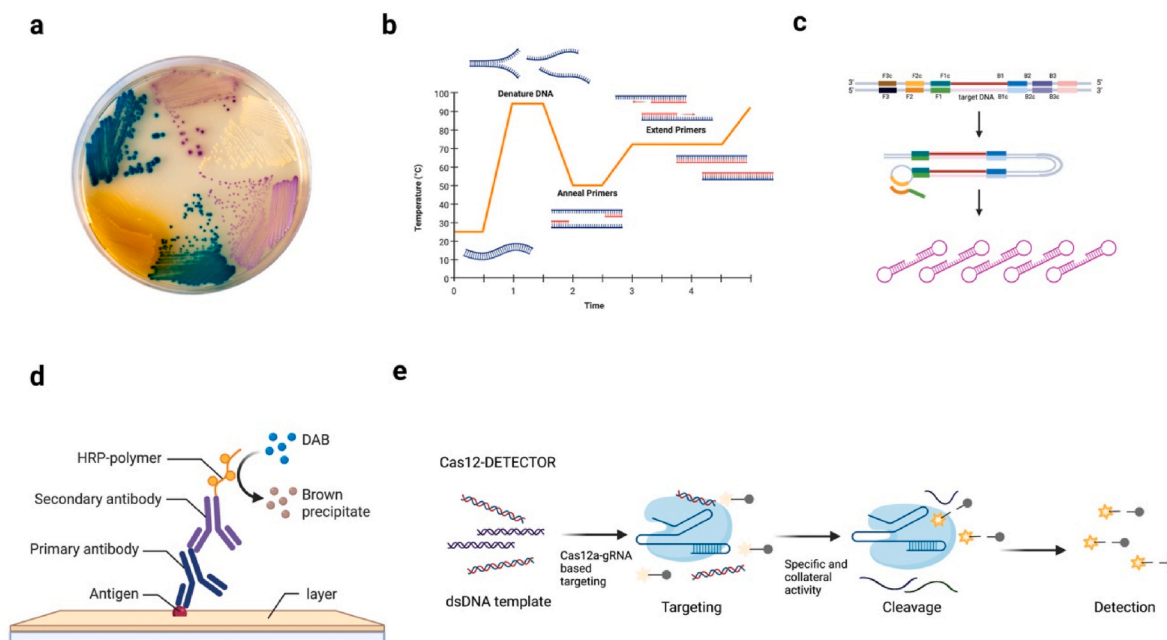 a
b
Denature DNA
100
90
80
70
60
50
40
30
20
10
0
Temperature (°C)
Anneal Primers
Extend Primers
0
1
2
3
4
5
Time
c
F3c
F2c
F1c
B1
B2
B3
5'
3'
5'
3'
F3
F2
F1
target DNA
B1c
B2c
B3c
d
DAB
HRP-polymer
Brown
precipitate
Secondary antibody
Primary antibody
Antigen
layer
e
Cas12-DETECTOR
dsDNA template
Cas12a-gRNA
based
targeting
Targeting
Specific and
collateral
activity
Cleavage
Detection